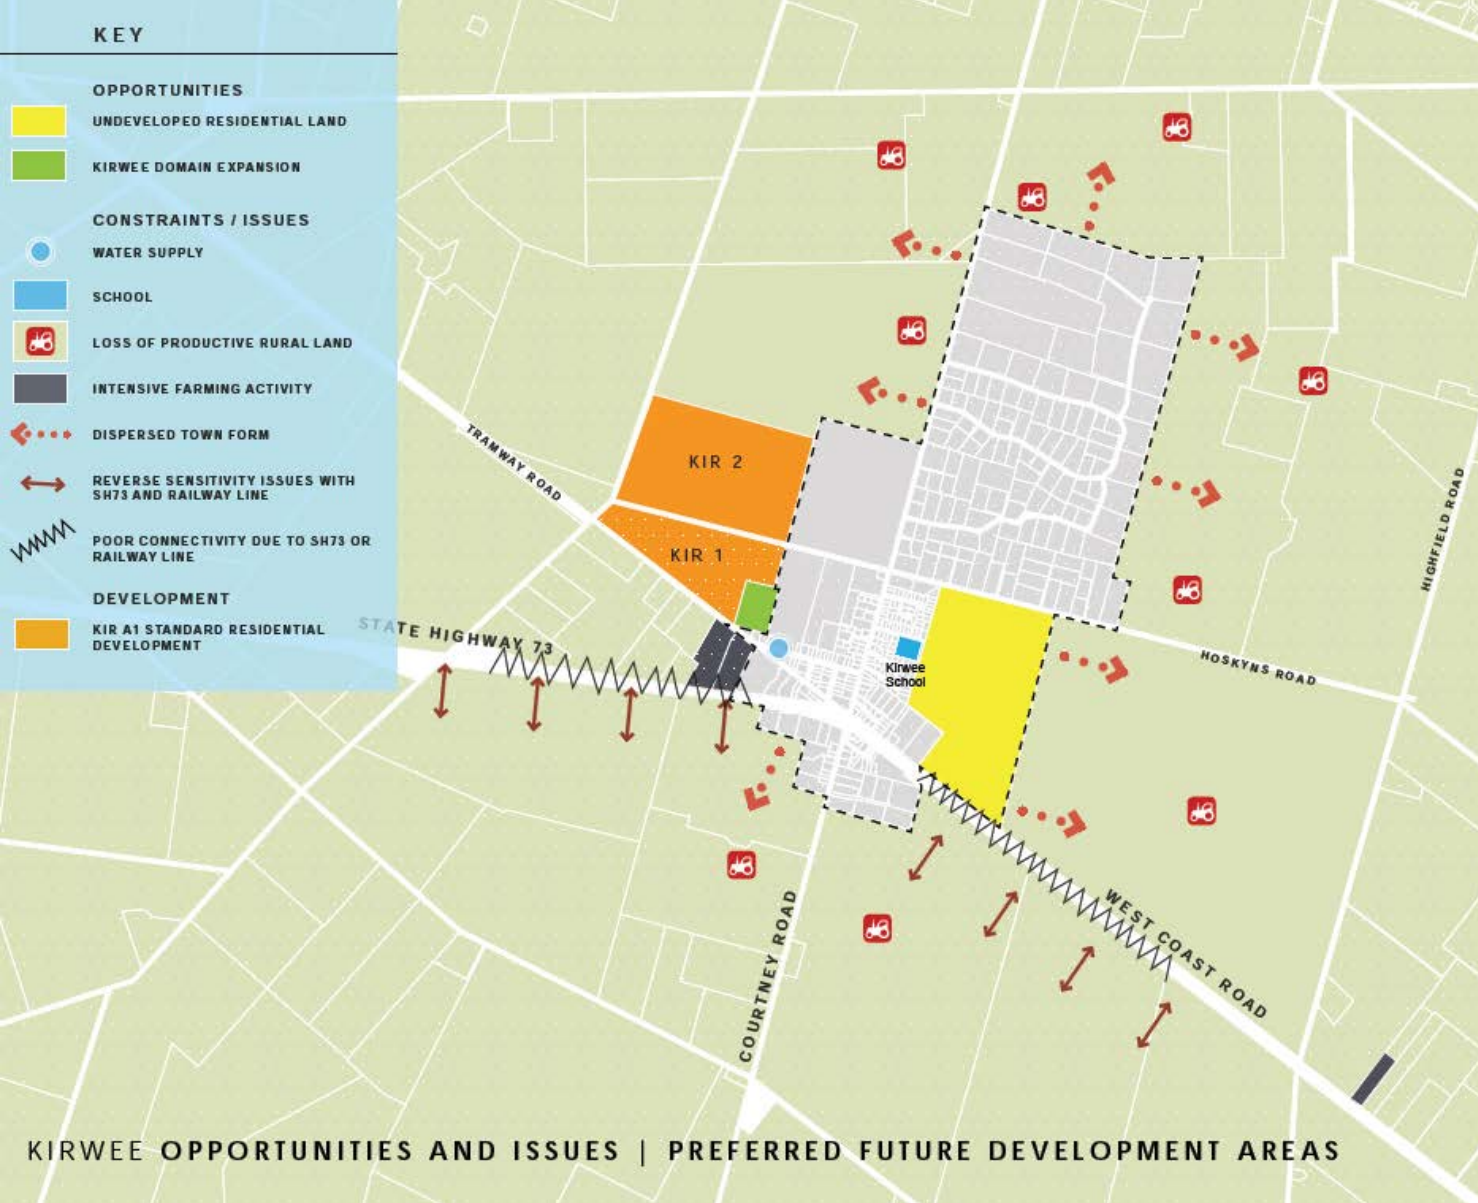 KEY
OPPORTUNITIES
UNDEVELOPED RESIDENTIAL LAND
KIRWEE DOMAIN EXPANSION
CONSTRAINTS / ISSUES
WATER SUPPLY
SCHOOL
LOSS OF PRODUCTIVE RURAL LAND
INTENSIVE FARMING ACTIVITY
DISPERSED TOWN FORM
REVERSE SENSITIVITY ISSUES WITH
SH73 AND RAILWAY LINE
POOR CONNECTIVITY DUE TO SH73 OR
RAILWAY LINE
DEVELOPMENT
KIR A1 STANDARD RESIDENTIAL
DEVELOPMENT
TRAMWAY ROAD
KIR 2
KIR 1
HIGHFIELD ROAD
STATE HIGHWAY 73
Kirwee
School
HOSKYNS ROAD
WEST COAST ROAD
COURTNEY ROAD
KIRWEE OPPORTUNITIES AND ISSUES | PREFERRED FUTURE DEVELOPMENT AREAS